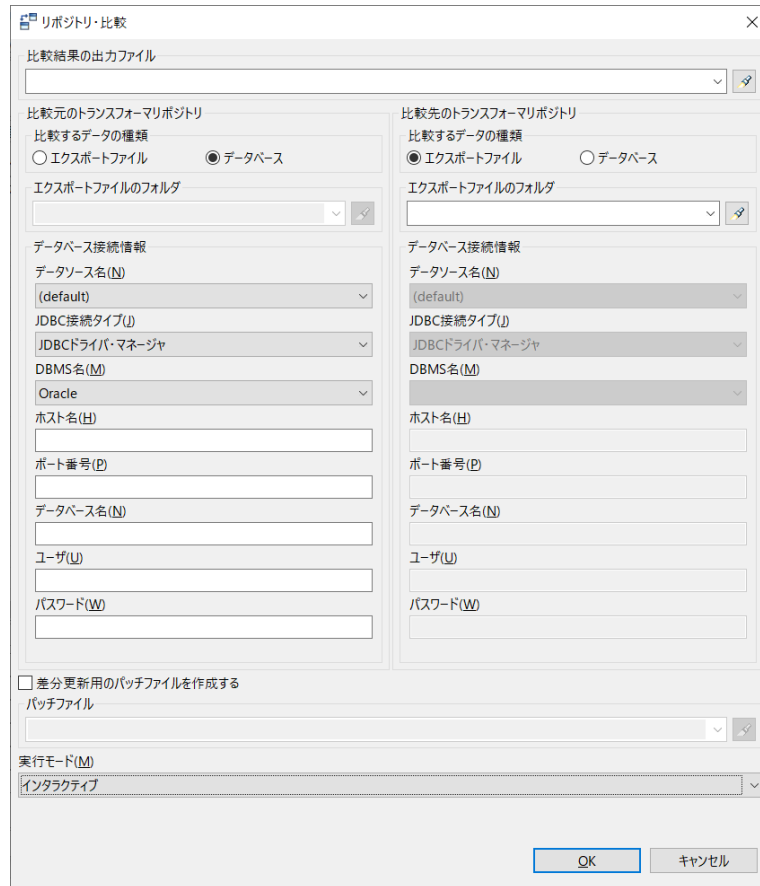 リポジトリ・比較
比較結果の出力ファイル
比較元のトランスフォーマリポジトリ
比較するデータの種類
エクスポートファイル データベース
エクスポートファイルのフォルダ
データベース接続情報
データソース名(N)
(default)
JDBC接続タイプ(J)
JDBCドライバ・マネージャ
DBMS名(M)
Oracle
ホスト名(H)
ポート番号(P)
データベース名(N)
ユーザ(U)
パスワード(W)
比較先のトランスフォーマリポジトリ
比較するデータの種類
エクスポートファイル データベース
エクスポートファイルのフォルダ
データベース接続情報
データソース名(N)
(default)
JDBC接続タイプ(J)
JDBCドライバ・マネージャ
DBMS名(M)
ホスト名(H)
ポート番号(P)
データベース名(N)
ユーザ(U)
パスワード(W)
差分更新用のパッチファイルを作成する
パッチファイル
実行モード(M)
インタラクティブ
OK キャンセル